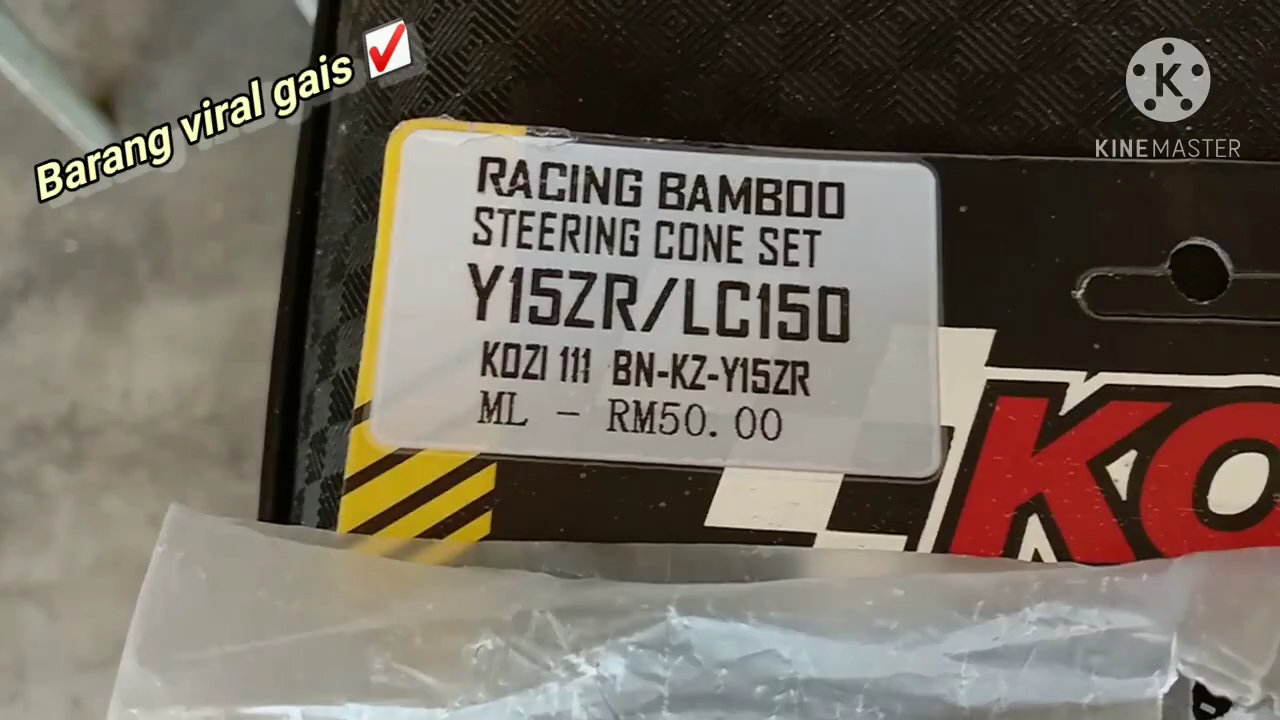 Barang viral gais
K
KINEMASTER
RACING BAMBOO
STEERING CONE SET
Y15ZR/LC150
KOZI 111 BN-KZ-Y15ZR
ML - RM50.00
KO